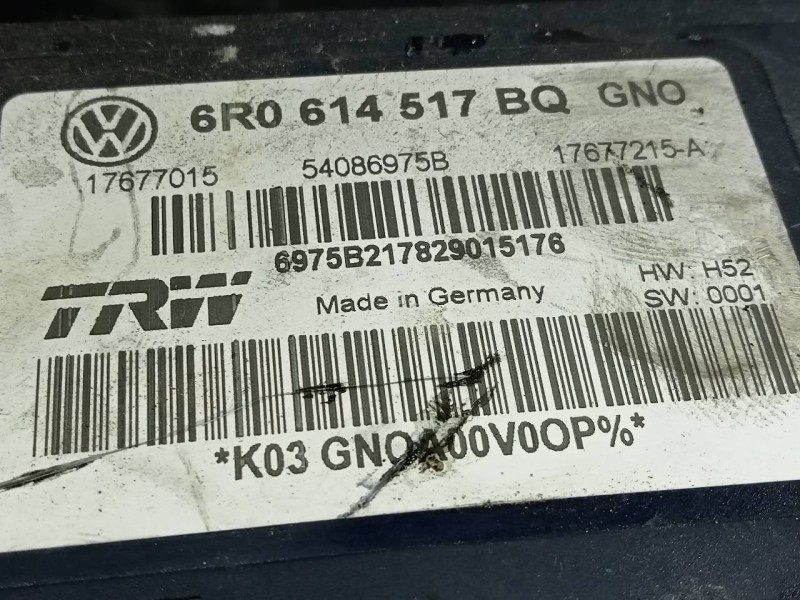 6R0 614 517 BQ GNO
17677015 54086975B 17677215-A
6975B217829015176
TRW Made in Germany HW: H52
SW: 0001
*K03 GNOA00V0OP%*